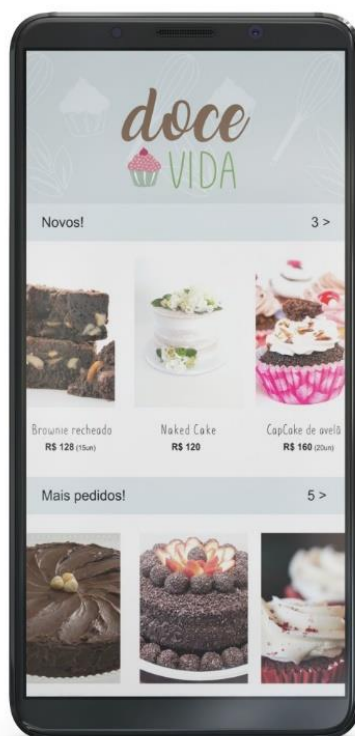 doce
VIDA
Novos! 3 >
Brownie recheado Naked Cake CapCake de avelã
R$ 128 (15un) R$ 120 R$ 160 (20un)
Mais pedidos! 5 >